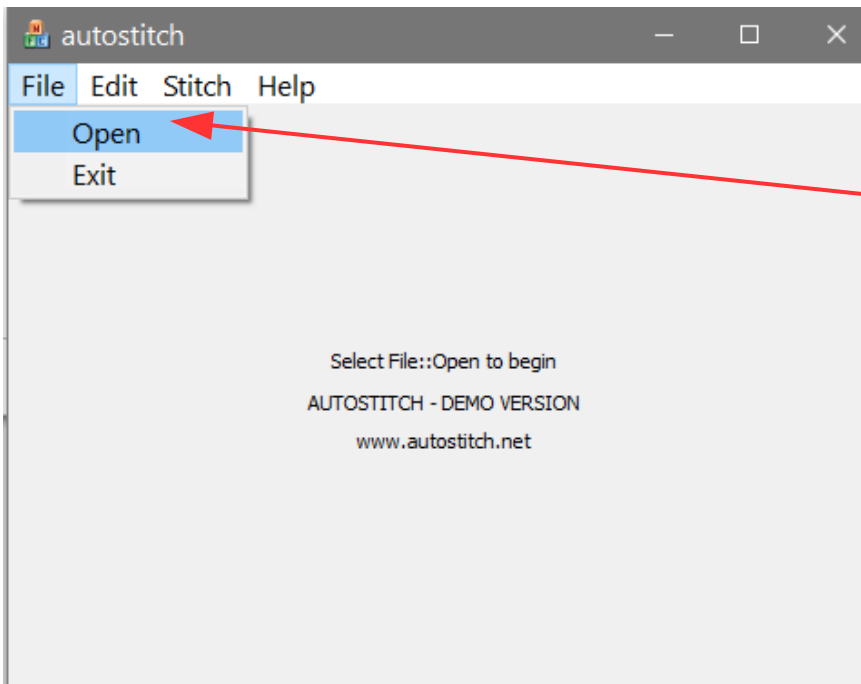 autostitch
File Edit Stitch Help
Open
Exit
Select File::Open to begin
AUTOSTITCH - DEMO VERSION
www.autostitch.net